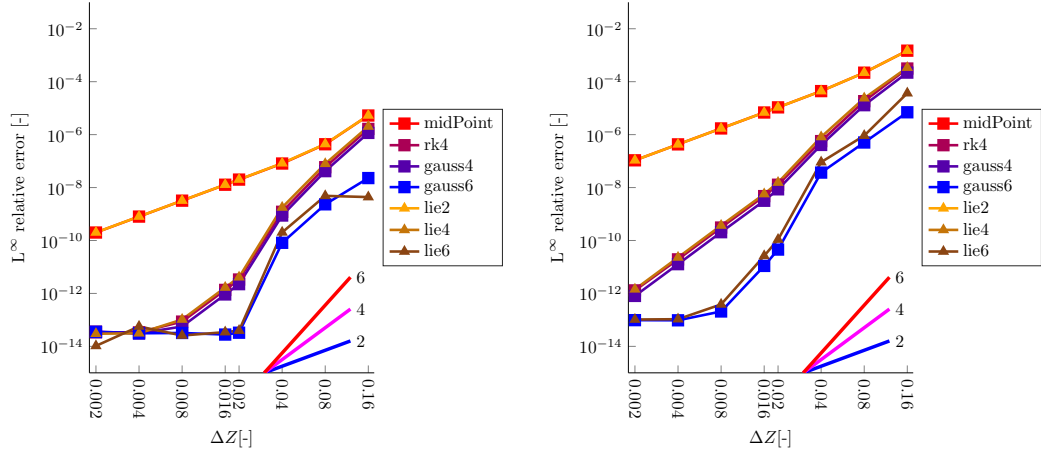 10⁻²
10⁻⁴
10⁻⁶
10⁻⁸
10⁻¹⁰
10⁻¹²
10⁻¹⁴
L∞ relative error [-]
0.002
0.004
0.008
0.016
0.02
0.04
0.08
0.16
ΔZ[-]
6
4
2
midPoint
rk4
gauss4
gauss6
lie2
lie4
lie6
10⁻²
10⁻⁴
10⁻⁶
10⁻⁸
10⁻¹⁰
10⁻¹²
10⁻¹⁴
L∞ relative error [-]
0.002
0.004
0.008
0.016
0.02
0.04
0.08
0.16
ΔZ[-]
6
4
2
midPoint
rk4
gauss4
gauss6
lie2
lie4
lie6